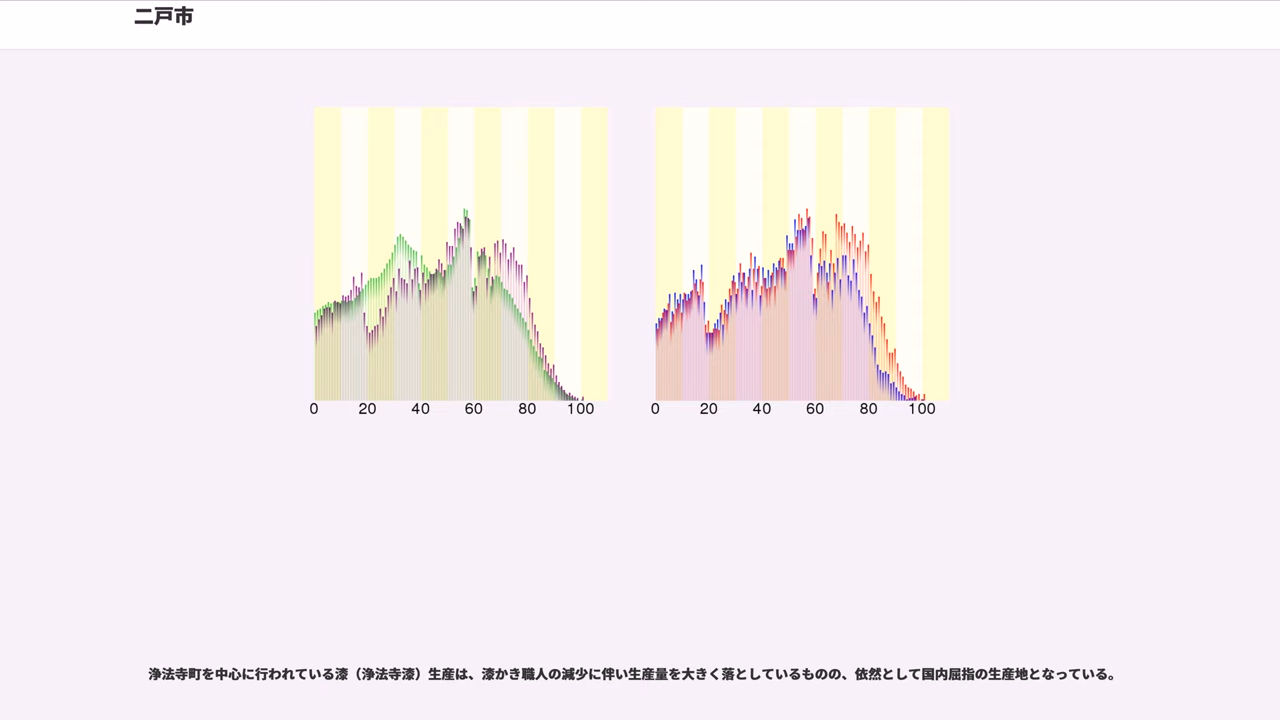 二戸市
0 20 40 60 80 100
0 20 40 60 80 100
浄法寺町を中心に行われている漆（浄法寺漆）生産は、漆かき職人の減少に伴い生産量を大きく落としているものの、依然として国内屈指の生産地となっている。